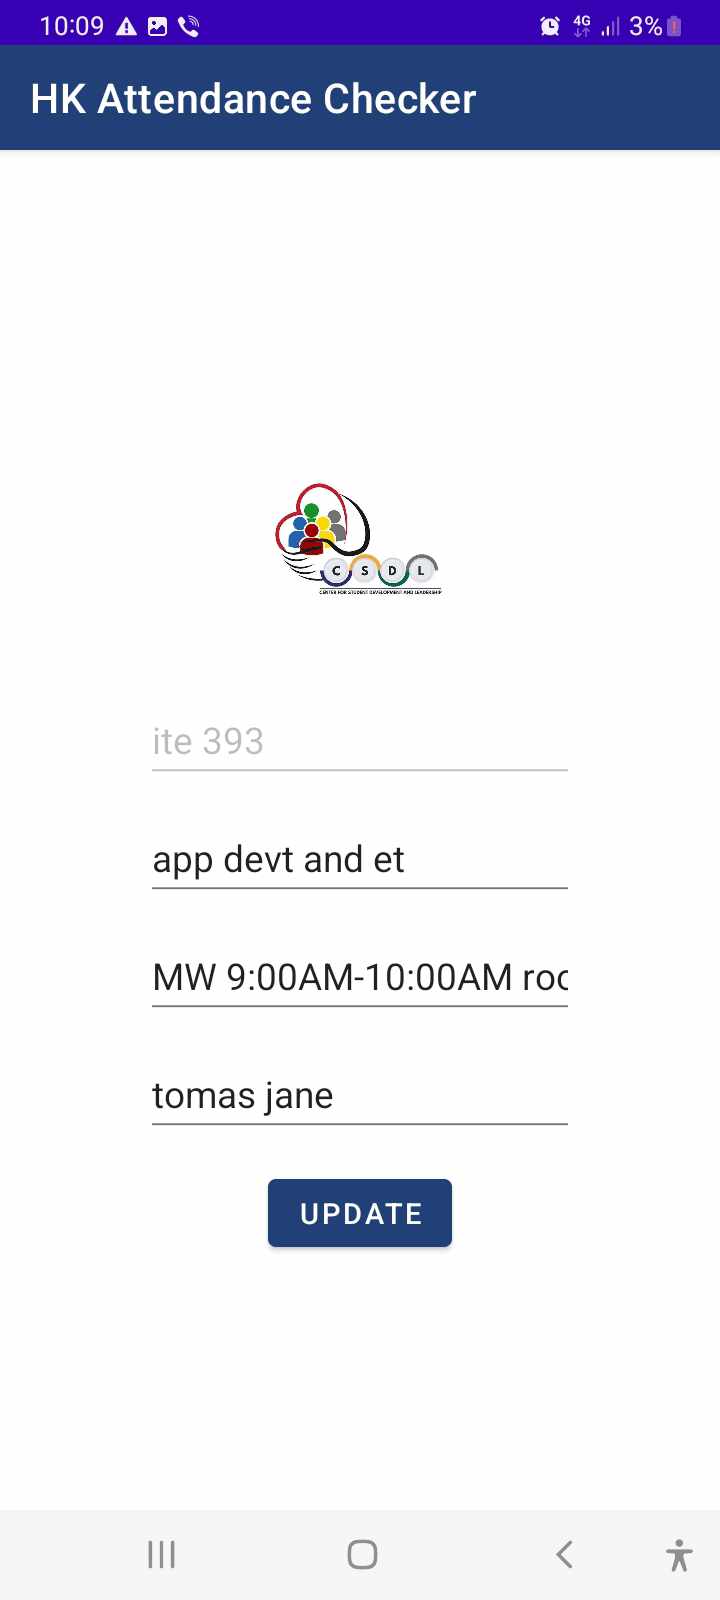 10:09 4G 3%
HK Attendance Checker
C S D L
CENTER FOR STUDENT DEVELOPMENT AND LEADERSHIP
ite 393
app devt and et
MW 9:00AM-10:00AM roo
tomas jane
UPDATE